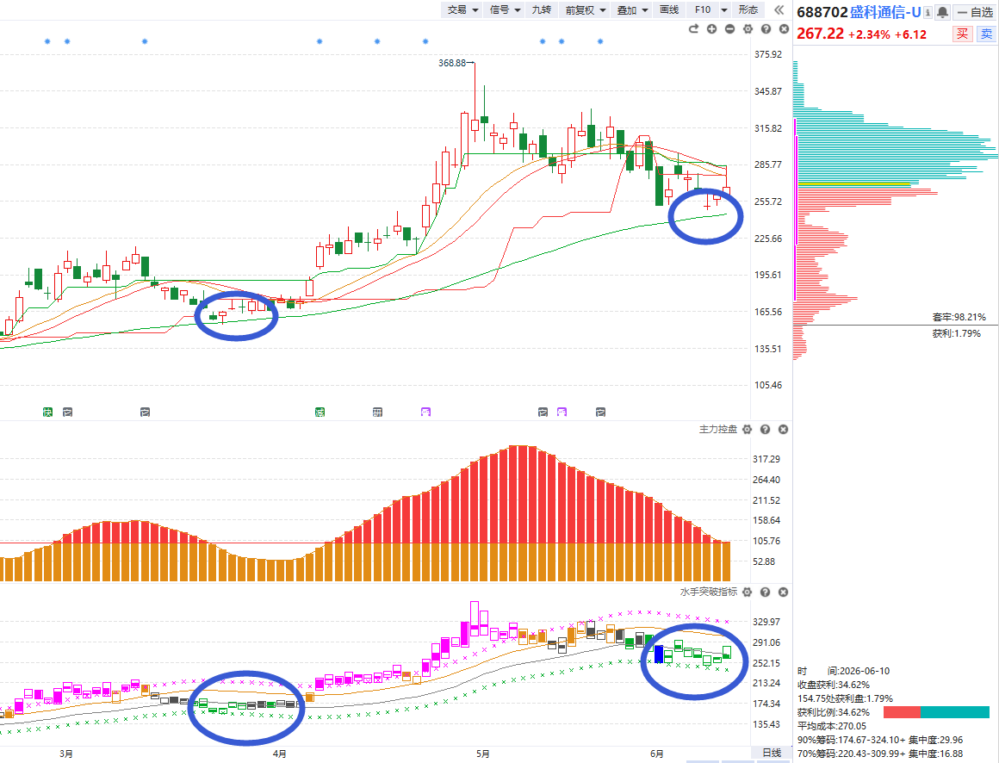 交易 信号 九转 前复权 叠加 画线 F10 形态
688702 盛科通信-U 自选
267.22 +2.34% +6.12 买 卖
368.88
375.92
345.87
315.82
285.77
255.72
225.66
195.61
165.56
135.51
105.46
套牢:98.21%
获利:1.79%
减
研
主力控盘
317.29
264.40
211.52
158.64
105.76
52.88
水手突破指标
329.97
291.06
252.15
213.24
174.34
135.43
3月 4月 5月 6月 日线
时 间:2026-06-10
收盘获利:34.62%
154.75处获利盘:1.79%
获利比例:34.62%
平均成本:270.05
90%筹码:174.67-324.10+ 集中度:29.96
70%筹码:220.43-309.99+ 集中度:16.88